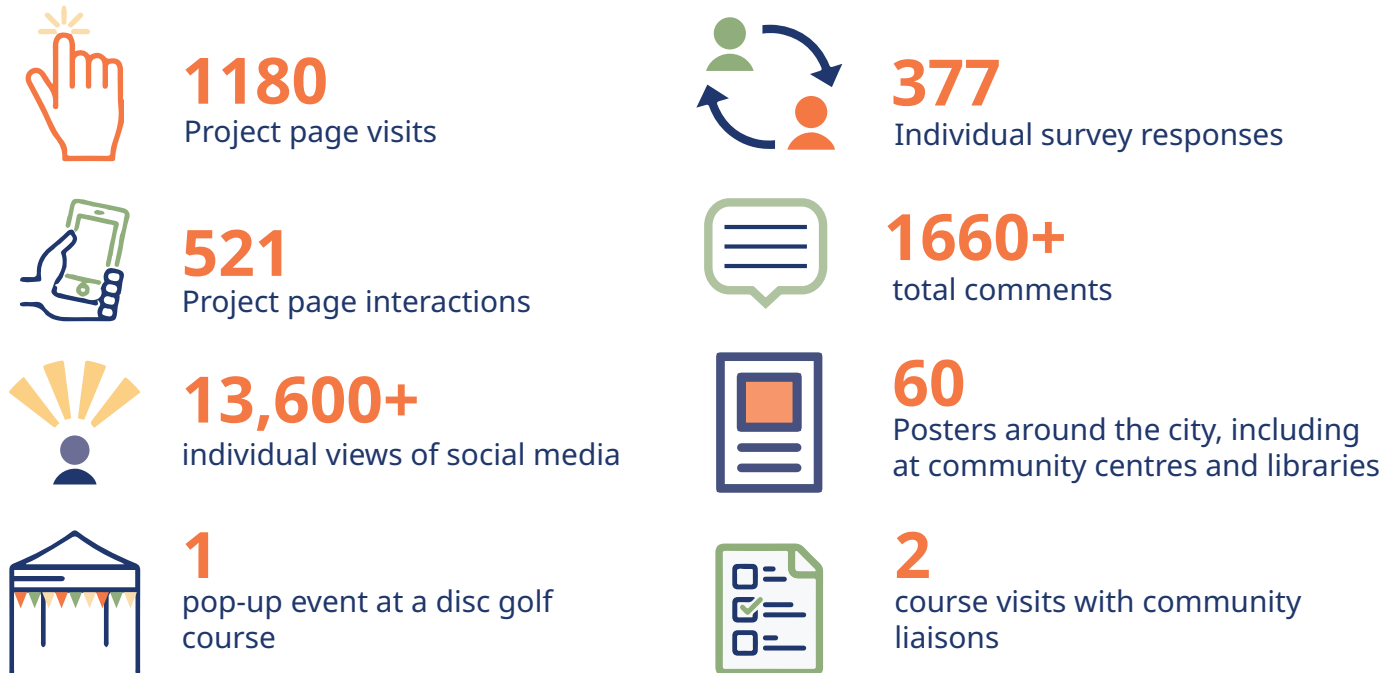 1180
Project page visits
377
Individual survey responses
521
Project page interactions
1660+
total comments
13,600+
individual views of social media
60
Posters around the city, including
at community centres and libraries
1
pop-up event at a disc golf
course
2
course visits with community
liaisons